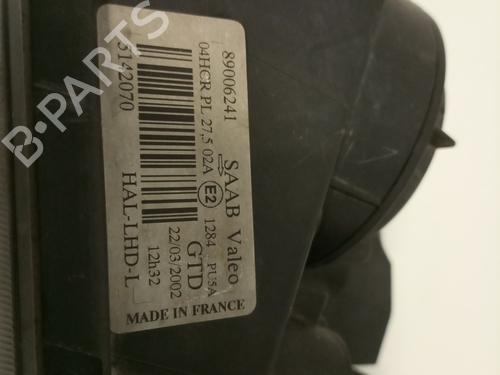 B-PARTS
89006241
SAAB Valeo
04HCR PL 27,5 02A E2 1284 PU5A
GTD
5142070
22/03/2002
12h32
HAL-LHD-L
MADE IN FRANCE